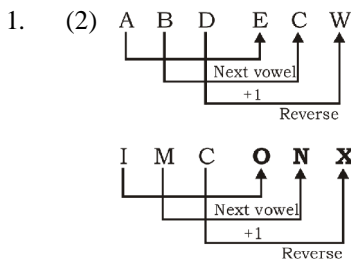 1. (2) A B D E C W
Next vowel
+1
Reverse
I M C O N X
Next vowel
+1
Reverse